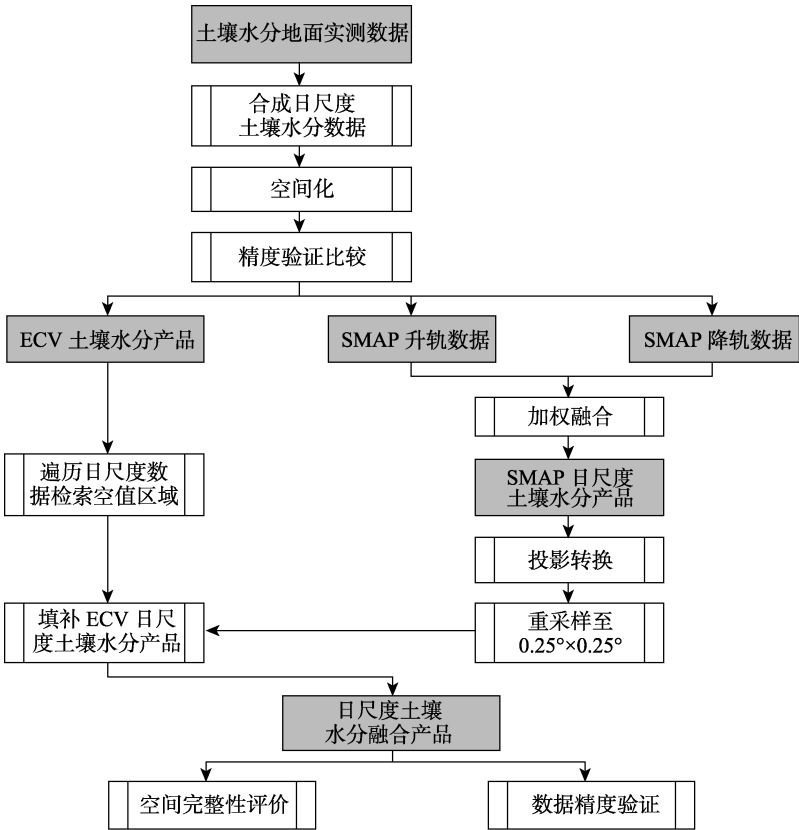 土壤水分地面实测数据
合成日尺度
土壤水分数据
空间化
精度验证比较
ECV 土壤水分产品
SMAP 升轨数据
SMAP 降轨数据
加权融合
遍历日尺度数
据检索空值区域
SMAP 日尺度
土壤水分产品
投影转换
填补 ECV 日尺
度土壤水分产品
重采样至
0.25°×0.25°
日尺度土壤
水分融合产品
空间完整性评价
数据精度验证